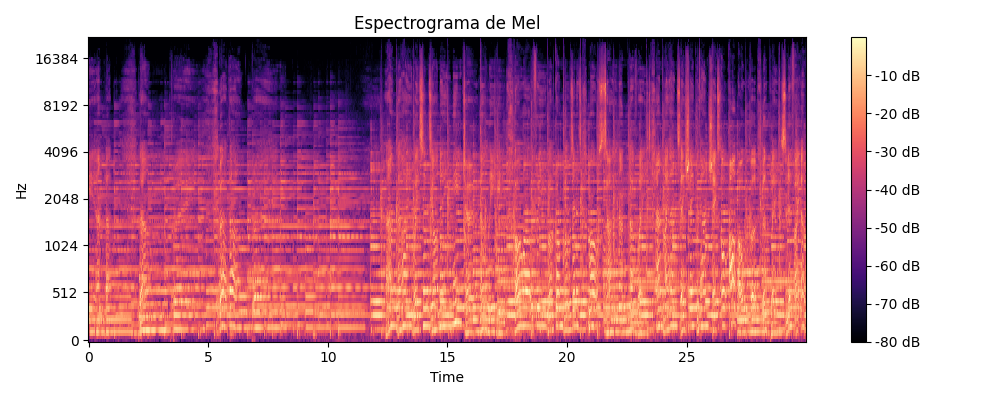 Espectrograma de Mel
Hz
16384
8192
4096
2048
1024
512
0
0 5 10 15 20 25
Time
-10 dB
-20 dB
-30 dB
-40 dB
-50 dB
-60 dB
-70 dB
-80 dB